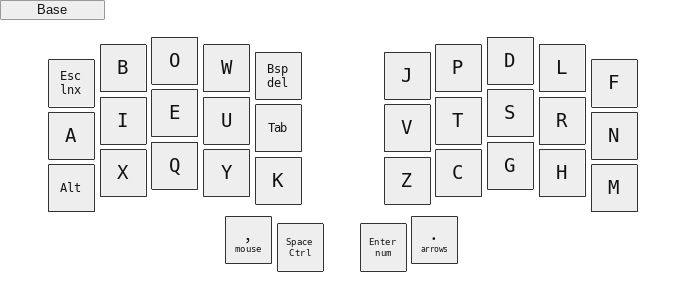 Base
Esc
lnx
B
O
W
Bsp
del
J
P
D
L
F
A
I
E
U
Tab
V
T
S
R
N
Alt
X
Q
Y
K
Z
C
G
H
M
,
mouse
Space
Ctrl
Enter
num
.
arrows